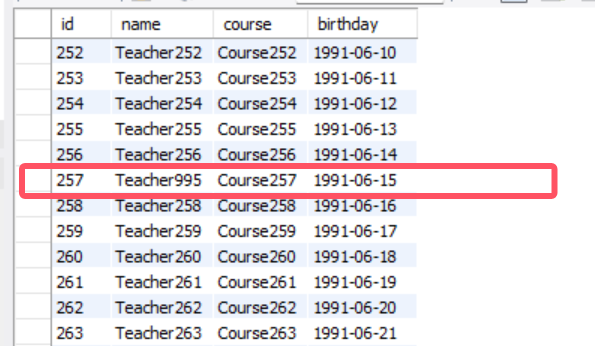 id name course birthday
252 Teacher252 Course252 1991-06-10
253 Teacher253 Course253 1991-06-11
254 Teacher254 Course254 1991-06-12
255 Teacher255 Course255 1991-06-13
256 Teacher256 Course256 1991-06-14
257 Teacher995 Course257 1991-06-15
258 Teacher258 Course258 1991-06-16
259 Teacher259 Course259 1991-06-17
260 Teacher260 Course260 1991-06-18
261 Teacher261 Course261 1991-06-19
262 Teacher262 Course262 1991-06-20
263 Teacher263 Course263 1991-06-21